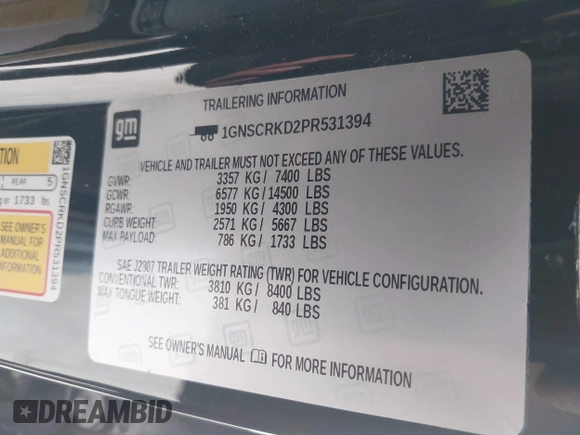 TRAILERING INFORMATION
gm
1GNSCRKD2PR531394
VEHICLE AND TRAILER MUST NOT EXCEED ANY OF THESE VALUES.
GVWR: 3357 KG / 7400 LBS
GCWR: 6577 KG / 14500 LBS
RGAWR: 1950 KG / 4300 LBS
CURB WEIGHT: 2571 KG / 5667 LBS
MAX PAYLOAD: 786 KG / 1733 LBS
SAE J2907 TRAILER WEIGHT RATING (TWR) FOR VEHICLE CONFIGURATION.
CONVENTIONAL TWR: 3810 KG / 8400 LBS
MAX TONGUE WEIGHT: 381 KG / 840 LBS
SEE OWNER'S MANUAL FOR MORE INFORMATION
REAR 5
g or 1733 lbs
SEE OWNER'S
MANUAL FOR
ADDITIONAL
INFORMATION
1GNSCRKD2PR531394
DREAMBID